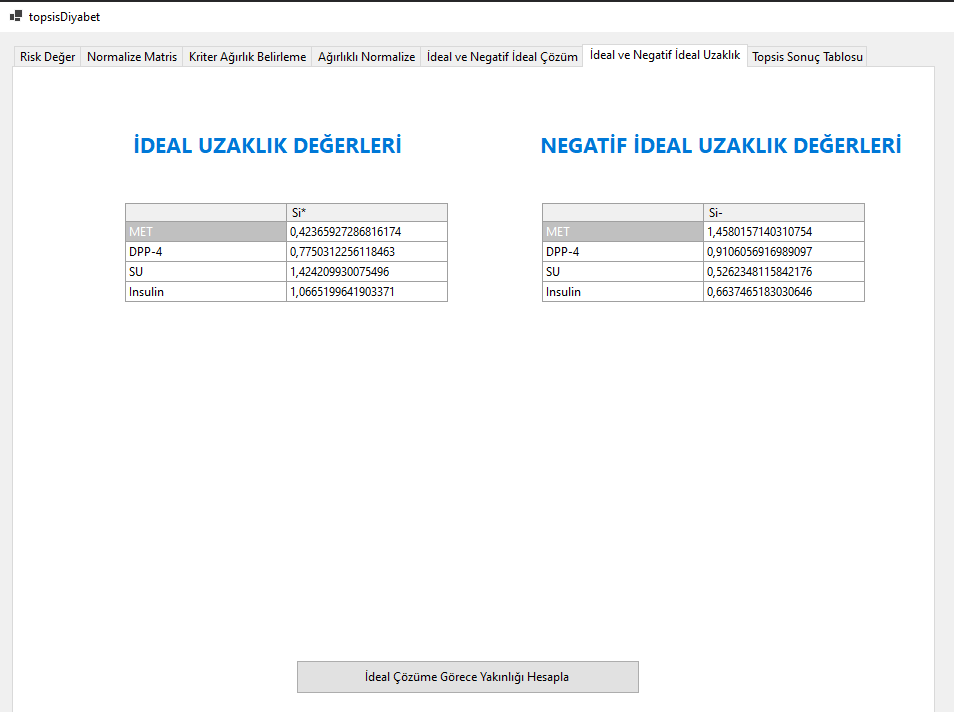 topsisDiyabet
Risk Değer Normalize Matris Kriter Ağırlık Belirleme Ağırlıklı Normalize İdeal ve Negatif İdeal Çözüm İdeal ve Negatif İdeal Uzaklık Topsis Sonuç Tablosu
İDEAL UZAKLIK DEĞERLERİ
Si*
MET 0,42365927286816174
DPP-4 0,7750312256118463
SU 1,424209930075496
Insulin 1,0665199641903371
NEGATİF İDEAL UZAKLIK DEĞERLERİ
Si-
MET 1,4580157140310754
DPP-4 0,9106056916989097
SU 0,5262348115842176
Insulin 0,6637465183030646
İdeal Çözüme Görece Yakınlığı Hesapla